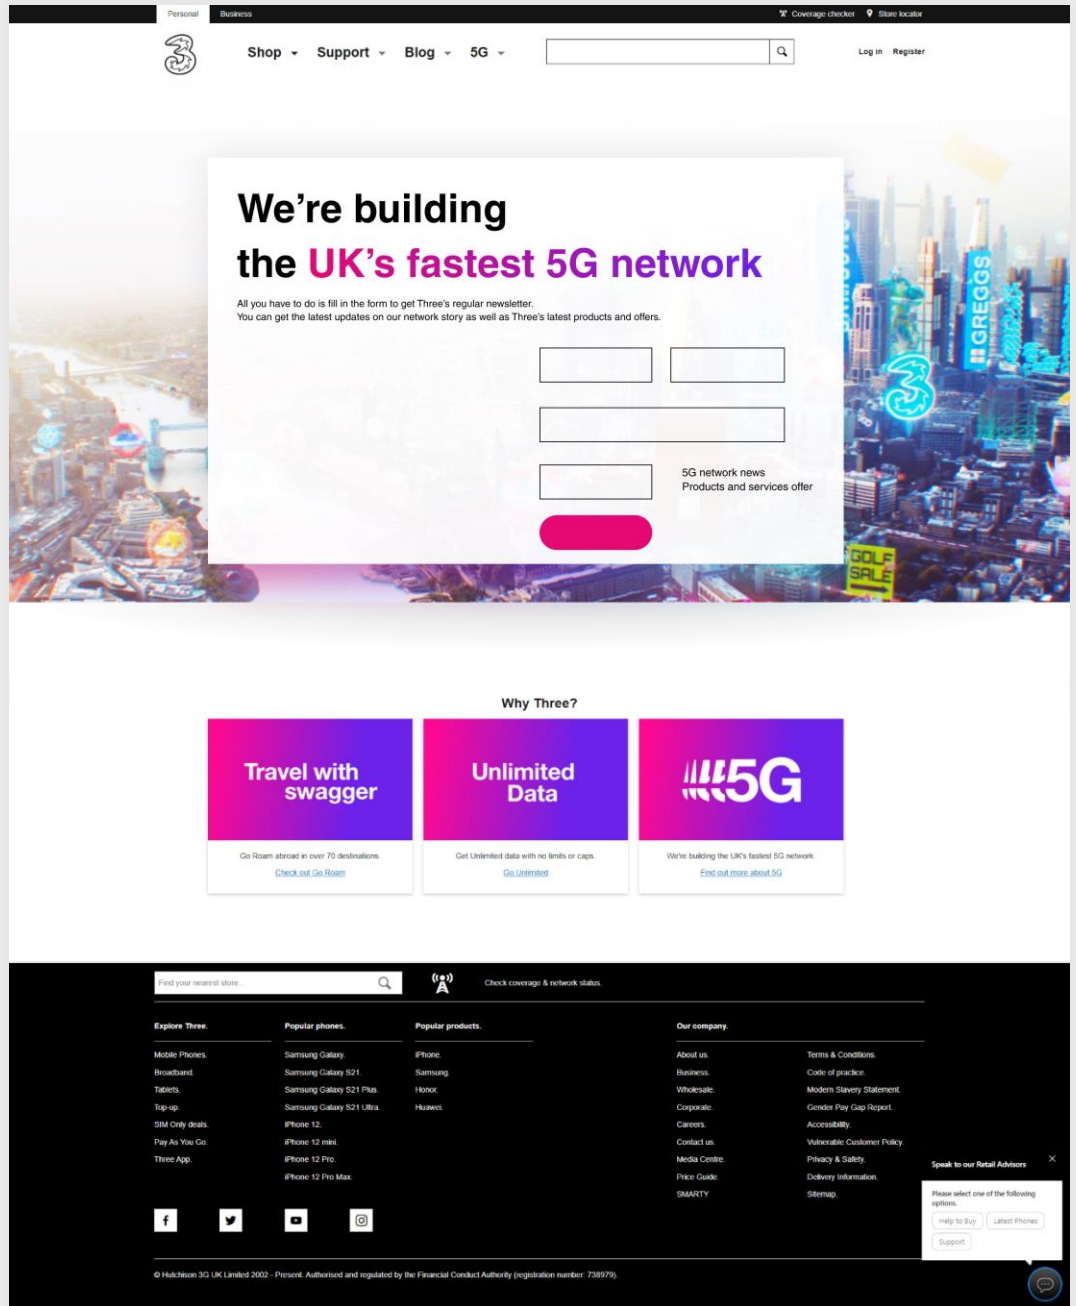 Personal Business Coverage checker Store locator
Shop Support Blog 5G Log in Register
We're building
the UK's fastest 5G network
All you have to do is fill in the form to get Three's regular newsletter.
You can get the latest updates on our network story as well as Three's latest products and offers.
5G network news
Products and services offer
GREGGS
GOLF
SALE
Why Three?
Travel with
swagger
Go Roam abroad in over 70 destinations.
Check out Go Roam
Unlimited
Data
Get Unlimited data with no limits or caps.
Go Unlimited
5G
We're building the UK's fastest 5G network.
Find out more about 5G
Find your nearest store..
Check coverage & network status.
Explore Three.
Mobile Phones.
Broadband.
Tablets.
Top-up.
SIM Only deals.
Pay As You Go.
Three App.
Popular phones.
Samsung Galaxy.
Samsung Galaxy S21.
Samsung Galaxy S21 Plus.
Samsung Galaxy S21 Ultra.
iPhone 12.
iPhone 12 mini.
iPhone 12 Pro.
iPhone 12 Pro Max.
Popular products.
iPhone.
Samsung.
Honor.
Huawei.
Our company.
About us.
Business.
Wholesale.
Corporate.
Careers.
Contact us.
Media Centre.
Price Guide.
SMARTY
Terms & Conditions.
Code of practice.
Modern Slavery Statement.
Gender Pay Gap Report.
Accessibility.
Vulnerable Customer Policy.
Privacy & Safety.
Delivery Information.
Sitemap.
Speak to our Retail Advisors
Please select one of the following
options.
Help to Buy Latest Phones
Support
© Hutchison 3G UK Limited 2002 - Present. Authorised and regulated by the Financial Conduct Authority (registration number: 738979).